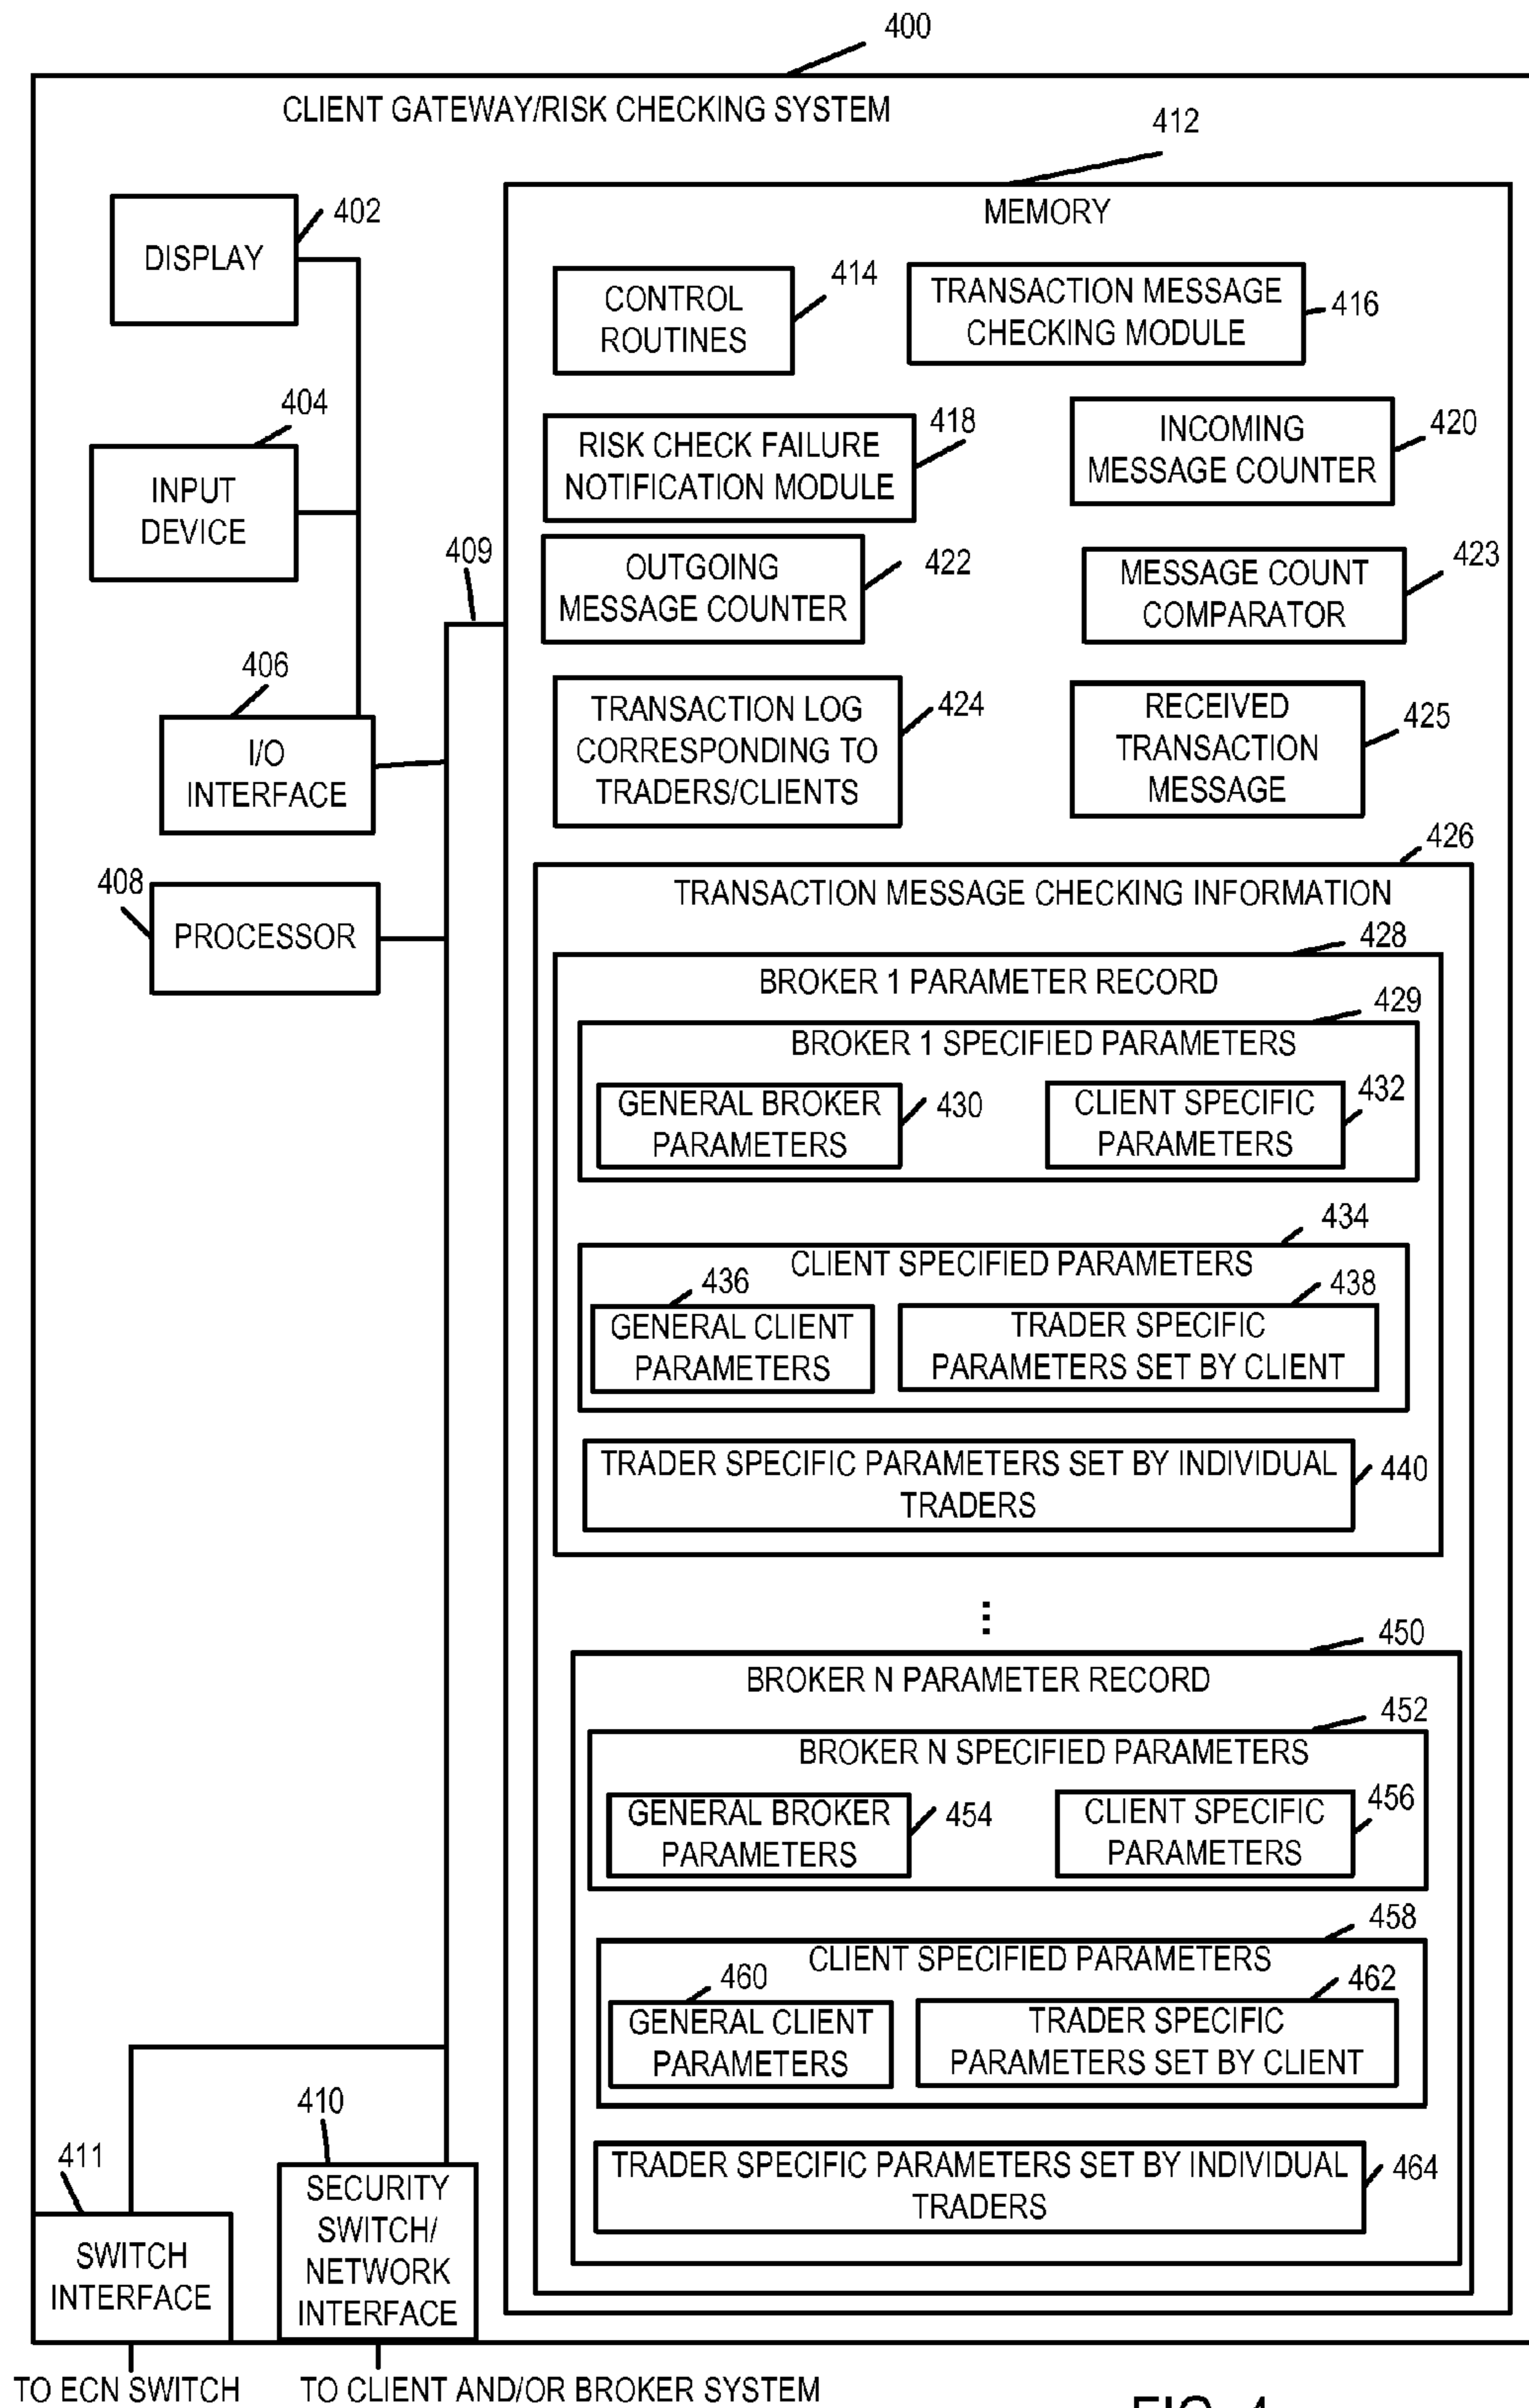 400
CLIENT GATEWAY/RISK CHECKING SYSTEM
412
MEMORY
402
DISPLAY
414
CONTROL
ROUTINES
TRANSACTION MESSAGE
CHECKING MODULE
416
404
INPUT
DEVICE
418
RISK CHECK FAILURE
NOTIFICATION MODULE
INCOMING
MESSAGE COUNTER
420
409
OUTGOING
MESSAGE COUNTER
422
MESSAGE COUNT
COMPARATOR
423
406
I/O
INTERFACE
TRANSACTION LOG
CORRESPONDING TO
TRADERS/CLIENTS
424
RECEIVED
TRANSACTION
MESSAGE
425
408
PROCESSOR
426
TRANSACTION MESSAGE CHECKING INFORMATION
428
BROKER 1 PARAMETER RECORD
429
BROKER 1 SPECIFIED PARAMETERS
GENERAL BROKER
PARAMETERS
430
CLIENT SPECIFIC
PARAMETERS
432
434
CLIENT SPECIFIED PARAMETERS
436
GENERAL CLIENT
PARAMETERS
438
TRADER SPECIFIC
PARAMETERS SET BY CLIENT
TRADER SPECIFIC PARAMETERS SET BY INDIVIDUAL
TRADERS
440
...
450
BROKER N PARAMETER RECORD
452
BROKER N SPECIFIED PARAMETERS
GENERAL BROKER
PARAMETERS
454
CLIENT SPECIFIC
PARAMETERS
456
458
CLIENT SPECIFIED PARAMETERS
460
GENERAL CLIENT
PARAMETERS
462
TRADER SPECIFIC
PARAMETERS SET BY CLIENT
TRADER SPECIFIC PARAMETERS SET BY INDIVIDUAL
TRADERS
464
411
SWITCH
INTERFACE
410
SECURITY
SWITCH/
NETWORK
INTERFACE
TO ECN SWITCH
TO CLIENT AND/OR BROKER SYSTEM
FIG. 4